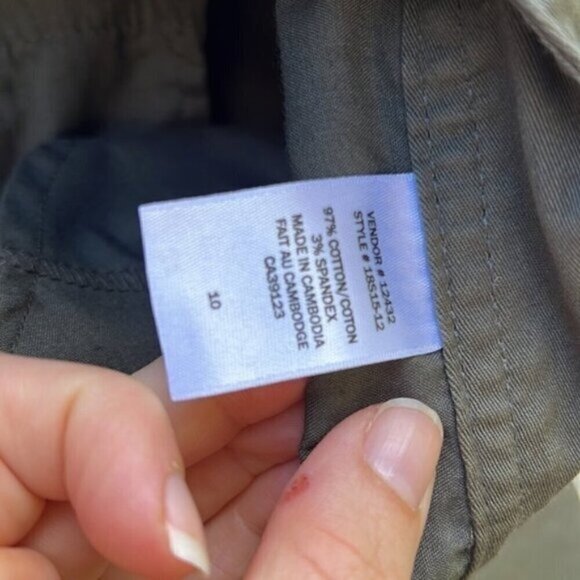 VENDOR # 12432
STYLE # 18S15-12
97% COTTON/COTON
3% SPANDEX
MADE IN CAMBODIA
FAIT AU CAMBODGE
CA39123
10